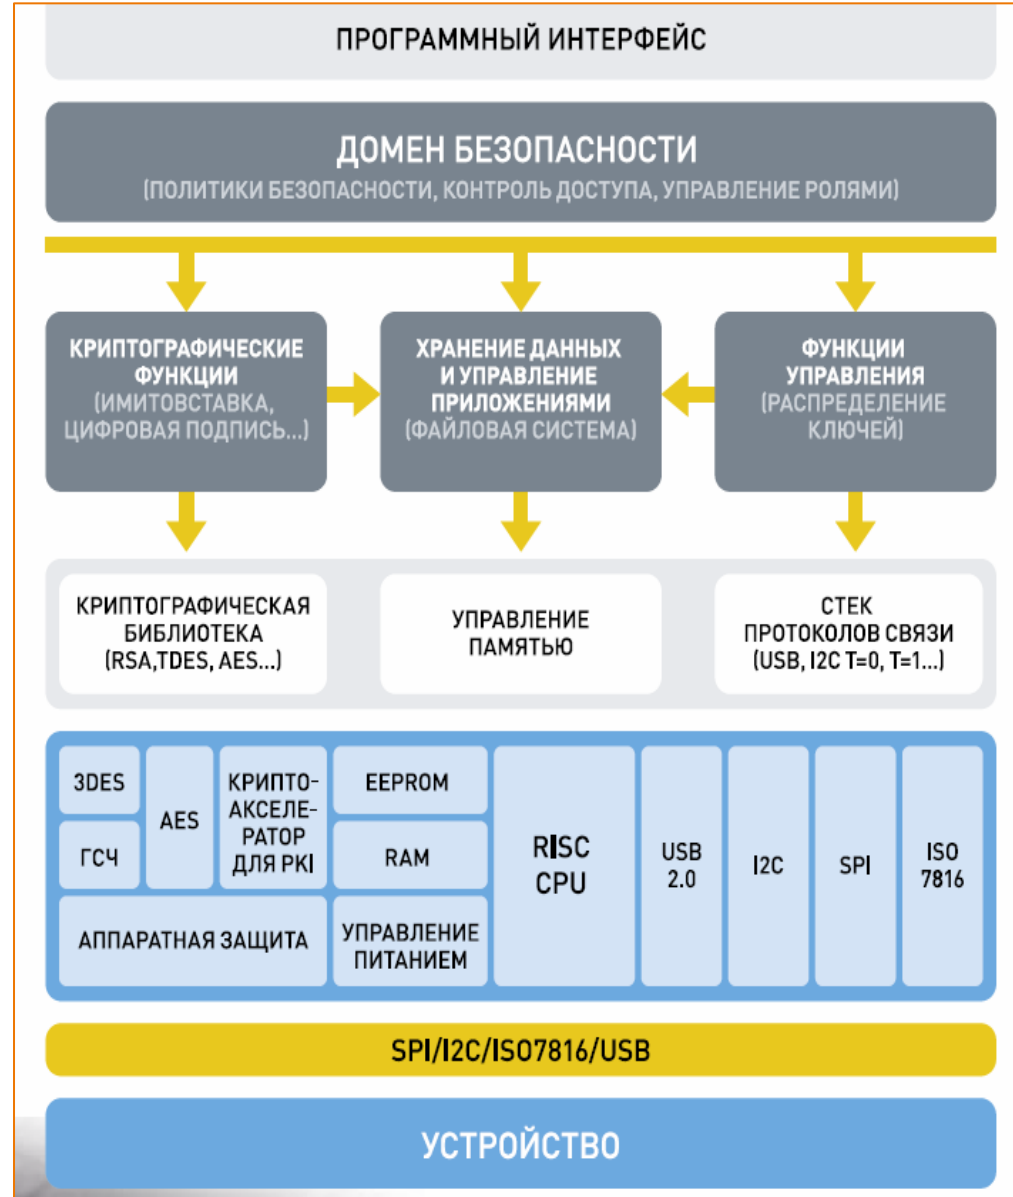 ПРОГРАММНЫЙ ИНТЕРФЕЙС
ДОМЕН БЕЗОПАСНОСТИ
(ПОЛИТИКИ БЕЗОПАСНОСТИ, КОНТРОЛЬ ДОСТУПА, УПРАВЛЕНИЕ РОЛЯМИ)
КРИПТОГРАФИЧЕСКИЕ
ФУНКЦИИ
(ИМИТОВСТАВКА,
ЦИФРОВАЯ ПОДПИСЬ...)
ХРАНЕНИЕ ДАННЫХ
И УПРАВЛЕНИЕ
ПРИЛОЖЕНИЯМИ
(ФАЙЛОВАЯ СИСТЕМА)
ФУНКЦИИ
УПРАВЛЕНИЯ
(РАСПРЕДЕЛЕНИЕ
КЛЮЧЕЙ)
КРИПТОГРАФИЧЕСКАЯ
БИБЛИОТЕКА
(RSA,TDES, AES...)
УПРАВЛЕНИЕ
ПАМЯТЬЮ
СТЕК
ПРОТОКОЛОВ СВЯЗИ
(USB, I2C T=0, T=1...)
3DES
ГСЧ
AES
КРИПТО-
АКСЕЛЕ-
РАТОР
ДЛЯ PKI
АППАРАТНАЯ ЗАЩИТА
EEPROM
RAM
УПРАВЛЕНИЕ
ПИТАНИЕМ
RISC
CPU
USB
2.0
I2C
SPI
ISO
7816
SPI/I2C/ISO7816/USB
УСТРОЙСТВО